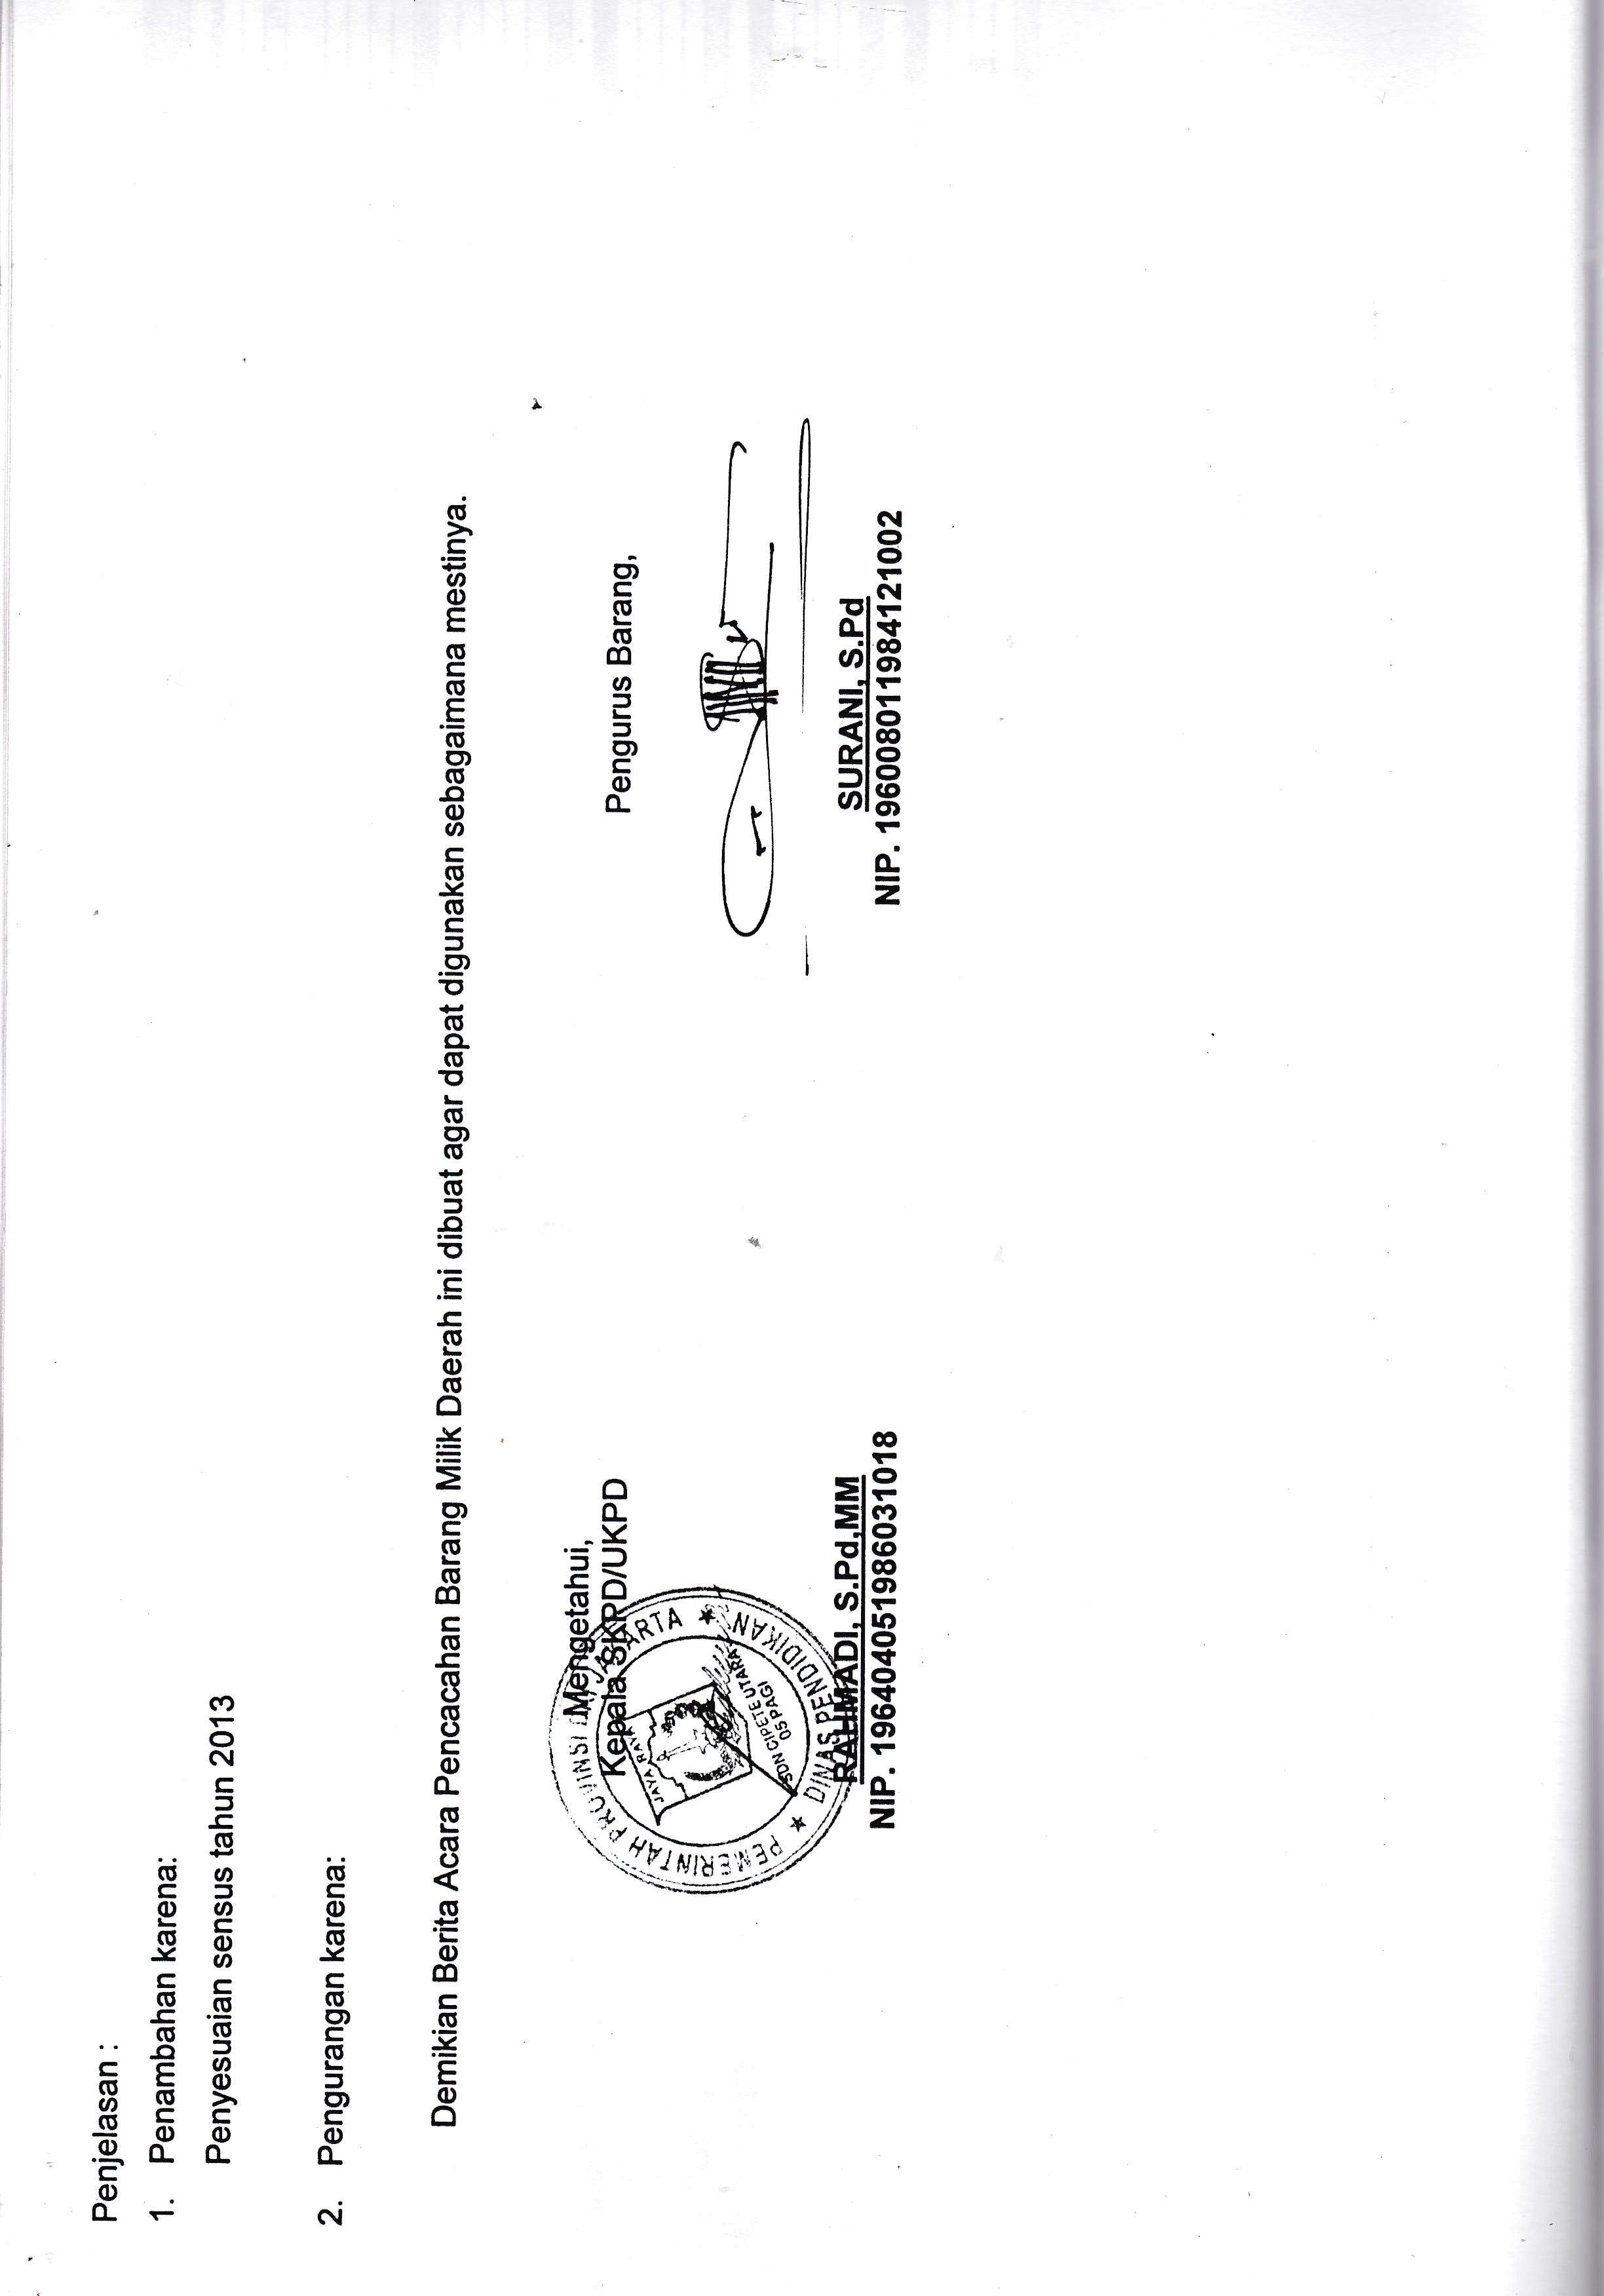 Penjelasan :
1. Penambahan karena:
Penyesuaian sensus tahun 2013
2. Pengurangan karena:
Demikian Berita Acara Pencacahan Barang Milik Daerah ini dibuat agar dapat digunakan sebagaimana mestinya.
Mengetahui,
Kepala SKPD/UKPD
PEMERINTAH PROVINSI DKI JAKARTA
JAYA RAYA
SDN CIPETE UTARA
05 PAGI
DINAS PENDIDIKAN
RAHMADI, S.Pd,MM
NIP. 196404051986031018
Pengurus Barang,
SURANI, S.Pd
NIP. 196008011984121002